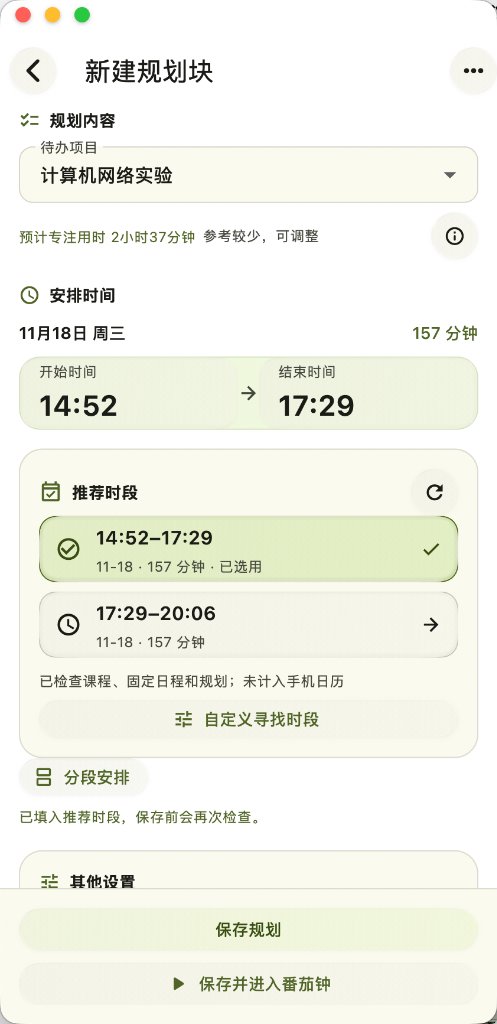 新建规划块
规划内容
待办项目
计算机网络实验
预计专注用时 2小时37分钟 参考较少，可调整
安排时间
11月18日 周三 157 分钟
开始时间 结束时间
14:52 → 17:29
推荐时段
14:52–17:29
11-18 · 157 分钟 · 已选用
17:29–20:06
11-18 · 157 分钟
已检查课程、固定日程和规划；未计入手机日历
自定义寻找时段
分段安排
已填入推荐时段，保存前会再次检查。
其他设置
保存规划
保存并进入番茄钟